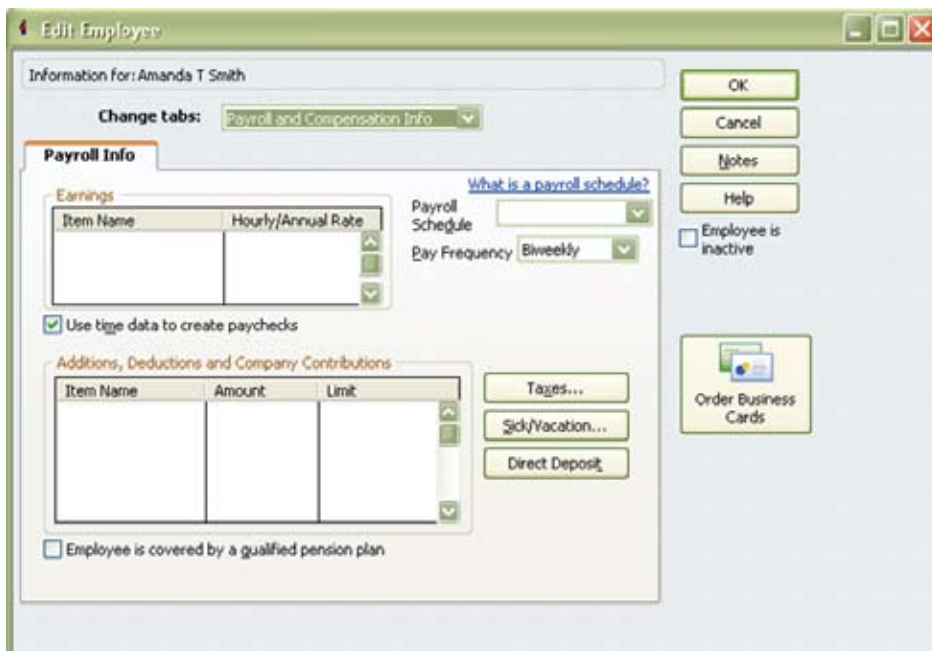 Edit Employee
Information for: Amanda T Smith
Change tabs: Payroll and Compensation Info
Payroll Info
What is a payroll schedule?
Earnings
Item Name Hourly/Annual Rate
Payroll
Schedule
Pay Frequency Biweekly
Use time data to create paychecks
Additions, Deductions and Company Contributions
Item Name Amount Limit
Taxes...
Sick/Vacation...
Direct Deposit
Employee is covered by a qualified pension plan
OK
Cancel
Notes
Help
Employee is
inactive
Order Business
Cards